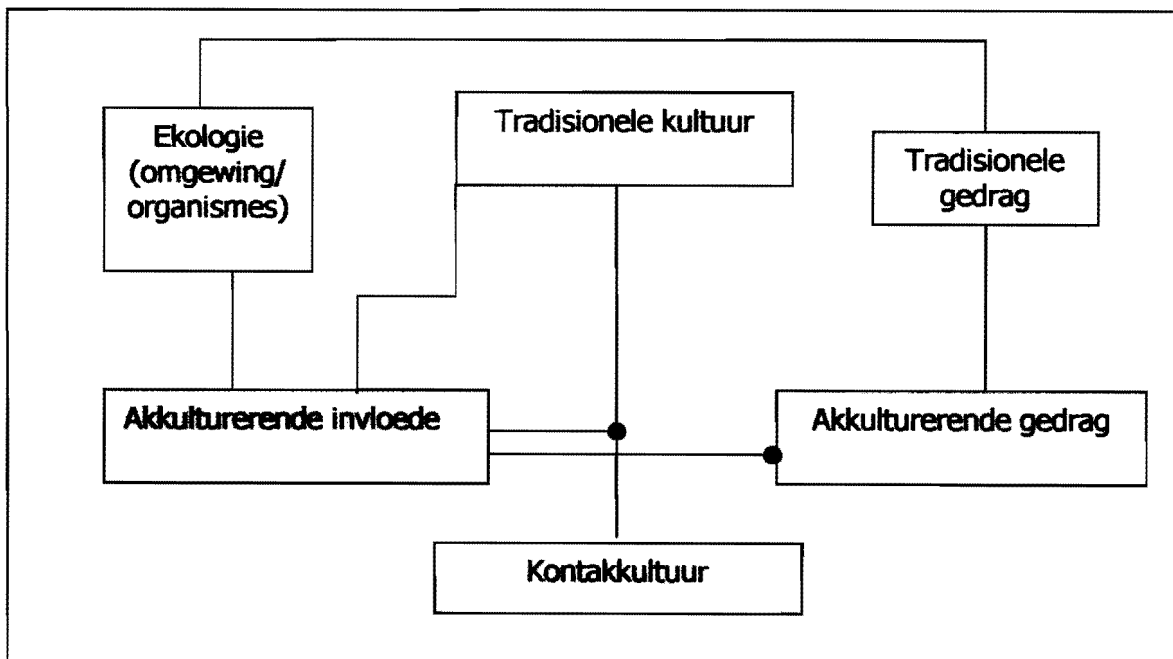 Ekologie
(omgewing/
organismes)
Tradisionele kultuur
Tradisionele
gedrag
Akkulturerende invloede
Akkulturerende gedrag
Kontakkultuur